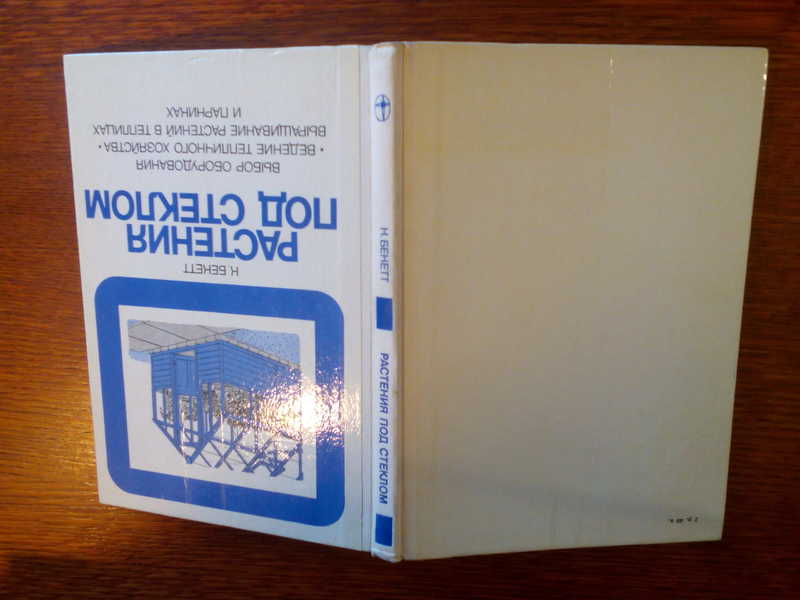 Н. БЕНЕТТ
РАСТЕНИЯ
ПОД СТЕКЛОМ
ВЫБОР ОБОРУДОВАНИЯ
• ВЕДЕНИЕ ТЕПЛИЧНОГО ХОЗЯЙСТВА •
ВЫРАЩИВАНИЕ РАСТЕНИЙ В ТЕПЛИЦАХ
И ПАРНИКАХ
Н. БЕНЕТТ
РАСТЕНИЯ ПОД СТЕКЛОМ